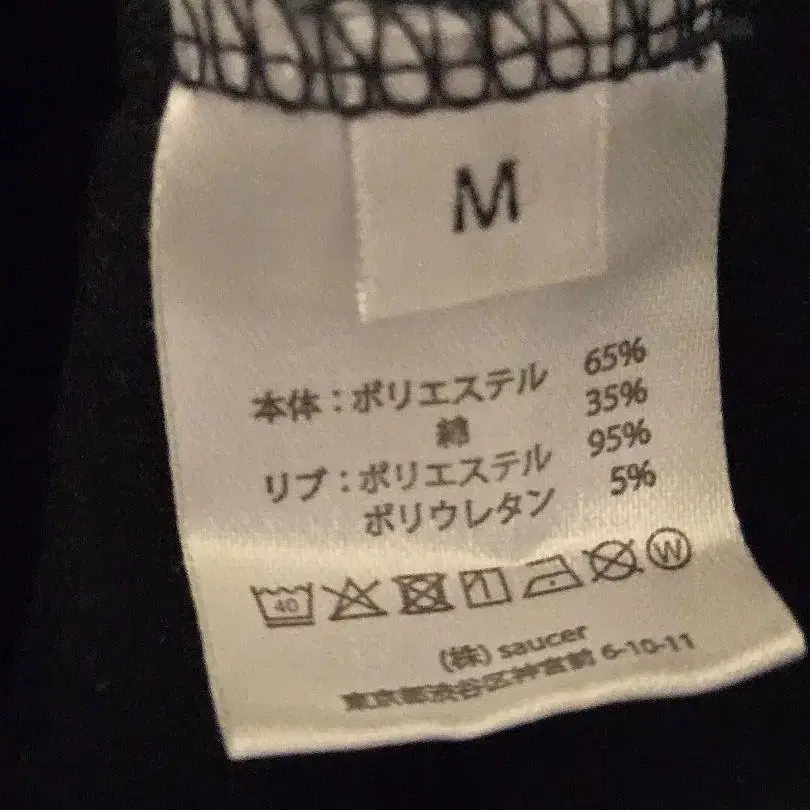 M
本体：ポリエステル 65%
綿 35%
リブ：ポリエステル 95%
ポリウレタン 5%
40 W
(株) saucer
東京都渋谷区神宮前 6-10-11